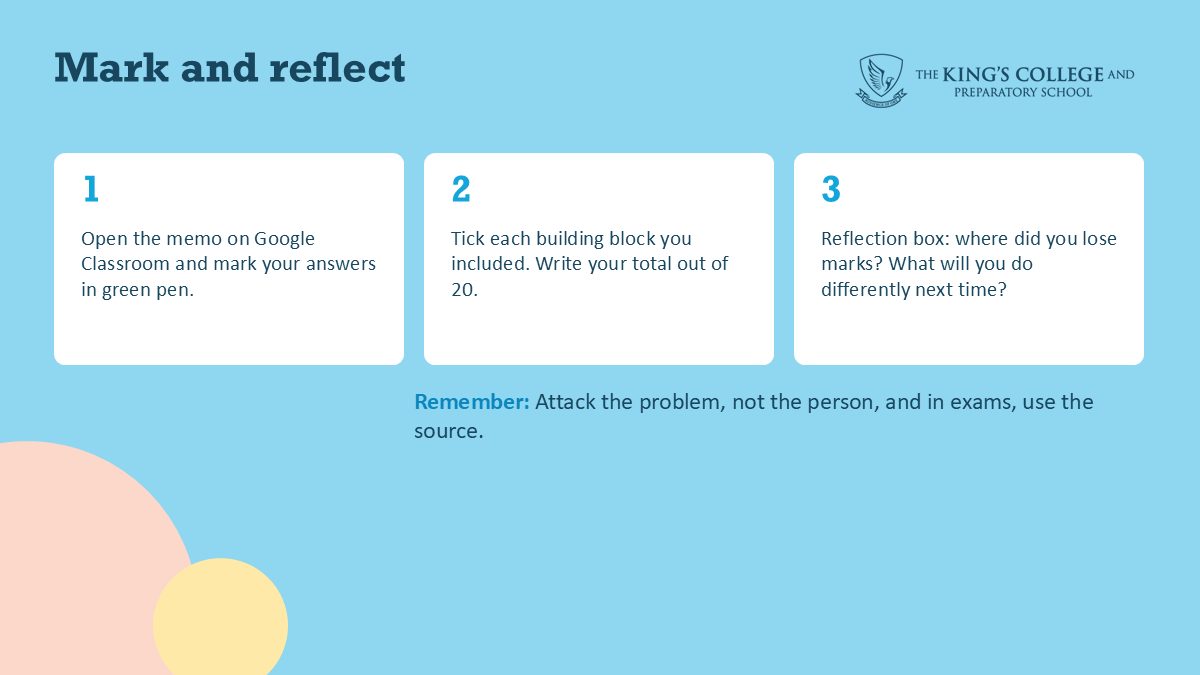 Mark and reflect
THE KING'S COLLEGE AND
PREPARATORY SCHOOL
1
Open the memo on Google
Classroom and mark your answers
in green pen.
2
Tick each building block you
included. Write your total out of
20.
3
Reflection box: where did you lose
marks? What will you do
differently next time?
Remember: Attack the problem, not the person, and in exams, use the
source.